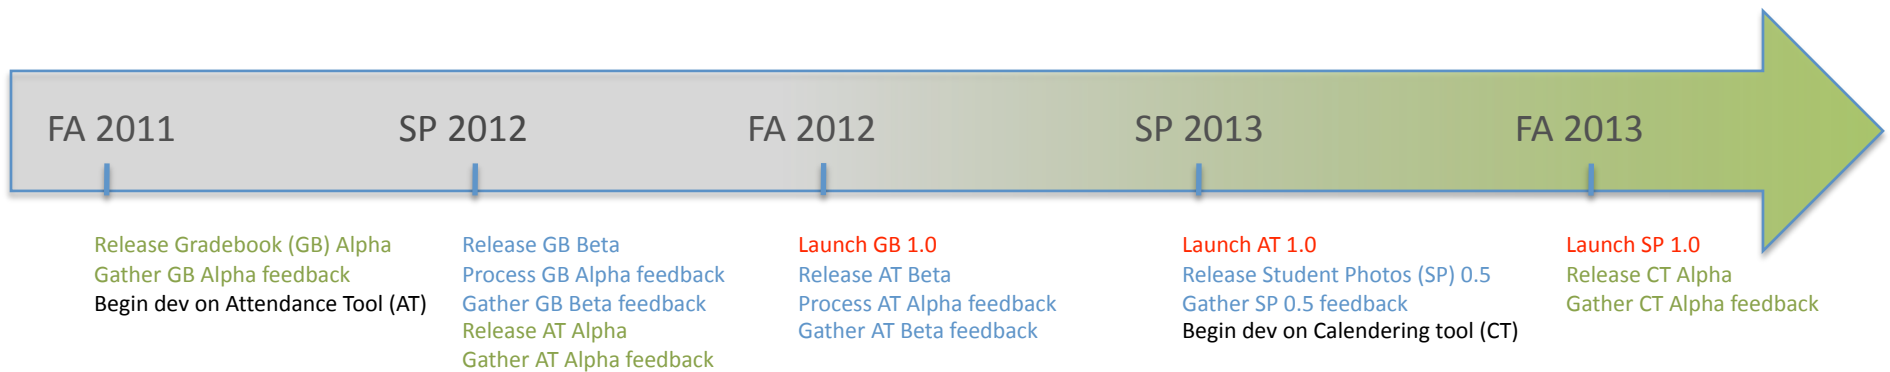 FA 2011
SP 2012
FA 2012
SP 2013
FA 2013
Release Gradebook (GB) Alpha
Gather GB Alpha feedback
Begin dev on Attendance Tool (AT)
Release GB Beta
Process GB Alpha feedback
Gather GB Beta feedback
Release AT Alpha
Gather AT Alpha feedback
Launch GB 1.0
Release AT Beta
Process AT Alpha feedback
Gather AT Beta feedback
Launch AT 1.0
Release Student Photos (SP) 0.5
Gather SP 0.5 feedback
Begin dev on Calendering tool (CT)
Launch SP 1.0
Release CT Alpha
Gather CT Alpha feedback